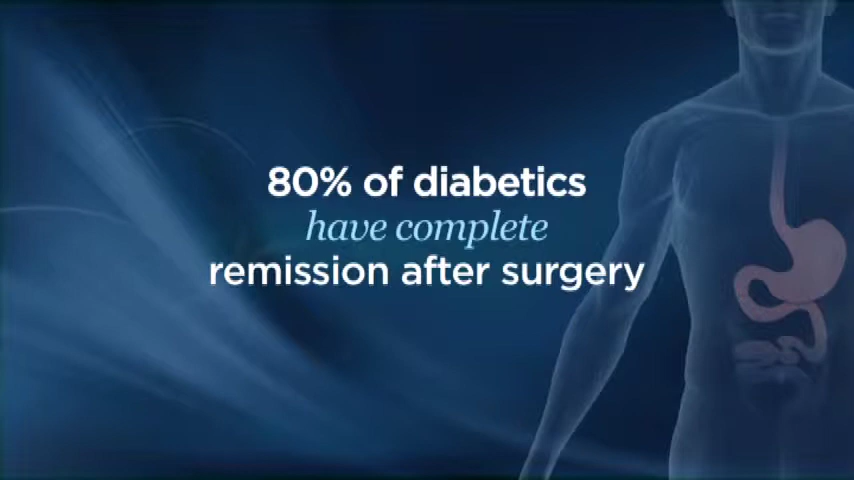 80% of diabetics
have complete
remission after surgery